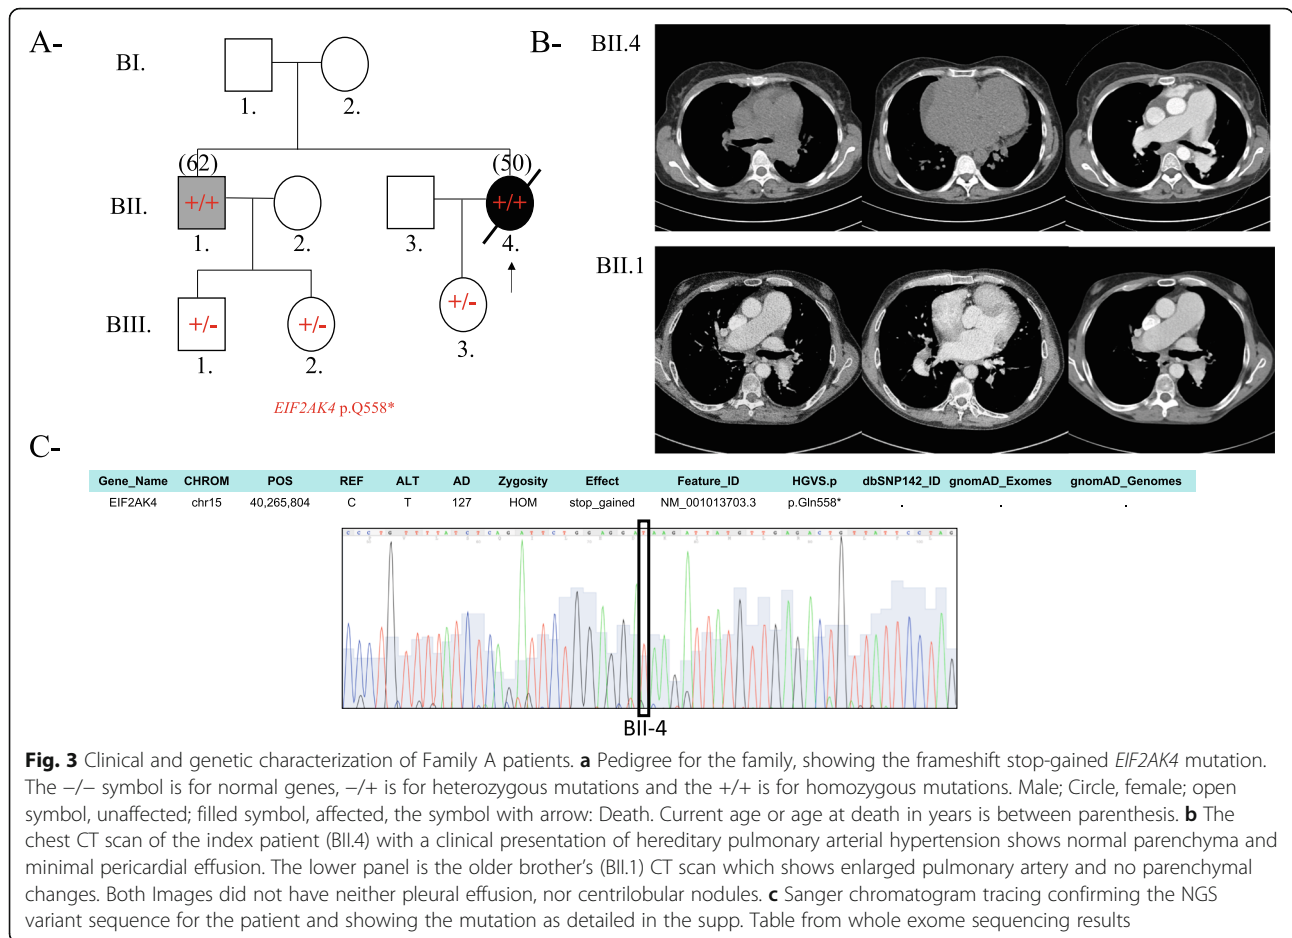 A-
BI.
1.
2.
(62)
(50)
BII.
+/+
+/+
1.
2.
3.
4.
BIII.
+/-
+/-
+/-
1.
2.
3.
EIF2AK4 p.Q558*
B-
BII.4
BII.1
C-
Gene_Name CHROM POS REF ALT AD Zygosity Effect Feature_ID HGVS.p dbSNP142_ID gnomAD_Exomes gnomAD_Genomes
EIF2AK4 chr15 40,265,804 C T 127 HOM stop_gained NM_001013703.3 p.Gln558* . . .
BII-4
Fig. 3 Clinical and genetic characterization of Family A patients. a Pedigree for the family, showing the frameshift stop-gained EIF2AK4 mutation.
The −/− symbol is for normal genes, −/+ is for heterozygous mutations and the +/+ is for homozygous mutations. Male; Circle, female; open
symbol, unaffected; filled symbol, affected, the symbol with arrow: Death. Current age or age at death in years is between parenthesis. b The
chest CT scan of the index patient (BII.4) with a clinical presentation of hereditary pulmonary arterial hypertension shows normal parenchyma and
minimal pericardial effusion. The lower panel is the older brother's (BII.1) CT scan which shows enlarged pulmonary artery and no parenchymal
changes. Both Images did not have neither pleural effusion, nor centrilobular nodules. c Sanger chromatogram tracing confirming the NGS
variant sequence for the patient and showing the mutation as detailed in the supp. Table from whole exome sequencing results